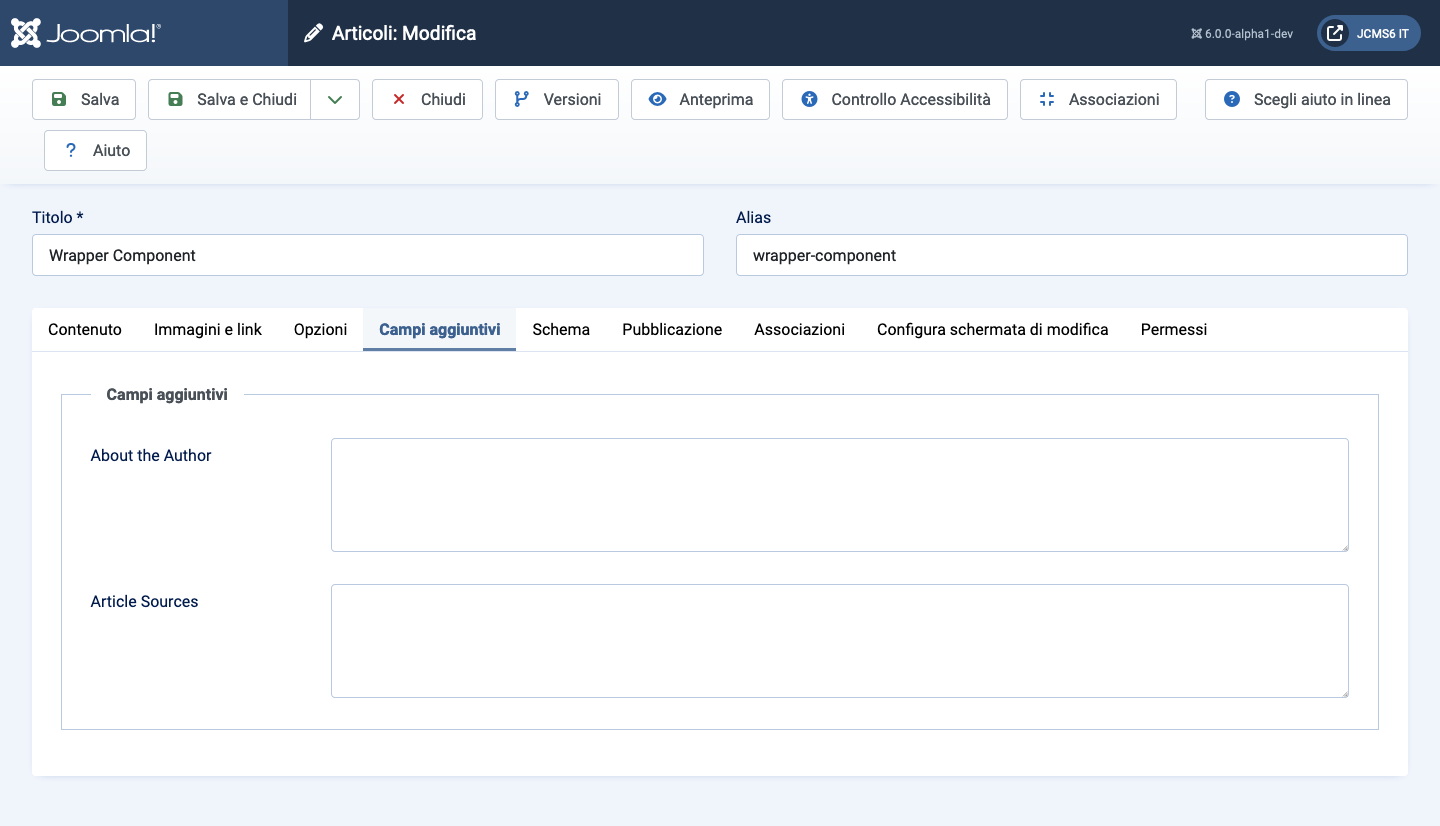 Joomla!®
Articoli: Modifica
6.0.0-alpha1-dev
JCMS6 IT
Salva
Salva e Chiudi
Chiudi
Versioni
Anteprima
Controllo Accessibilità
Associazioni
Scegli aiuto in linea
? Aiuto
Titolo *
Alias
Wrapper Component
wrapper-component
Contenuto
Immagini e link
Opzioni
Campi aggiuntivi
Schema
Pubblicazione
Associazioni
Configura schermata di modifica
Permessi
Campi aggiuntivi
About the Author
Article Sources